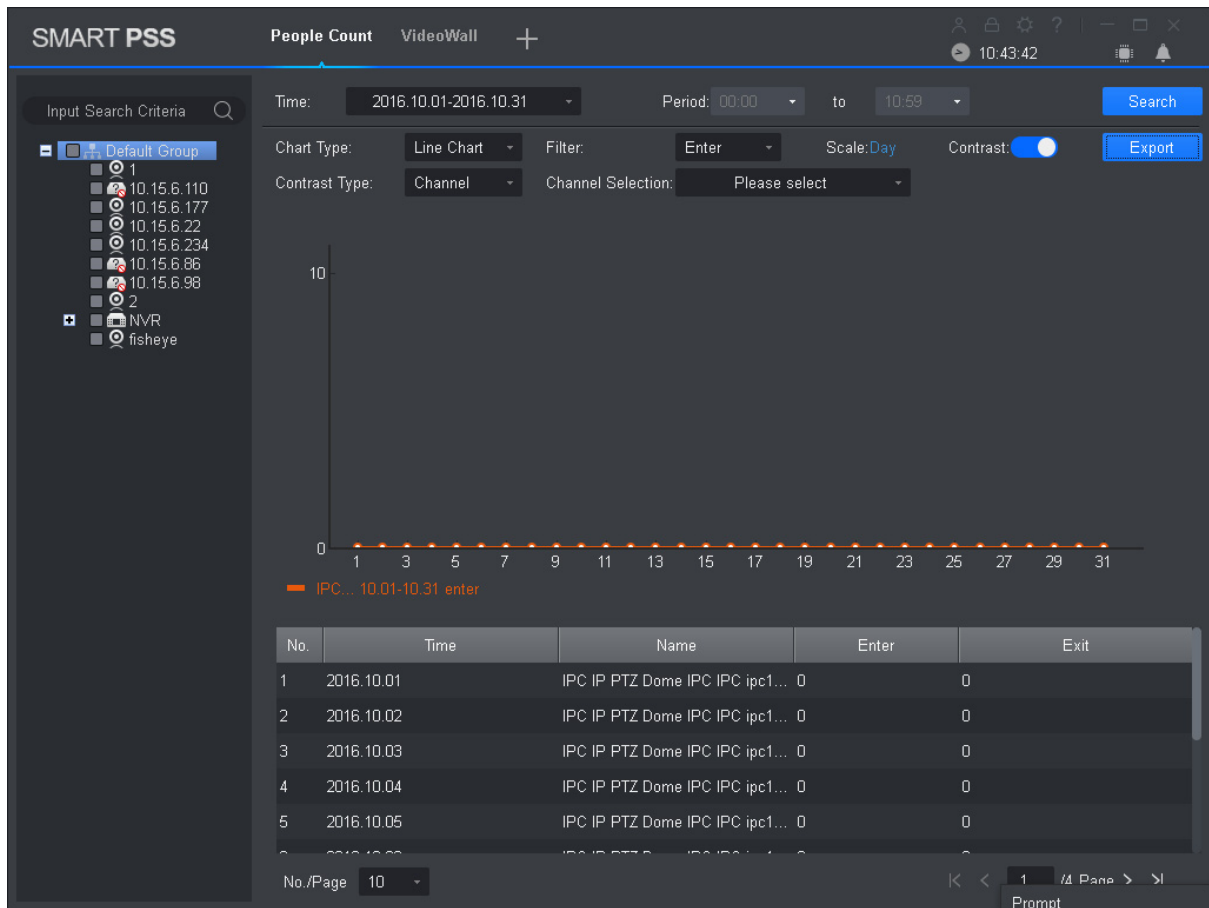 SMART PSS
People Count
VideoWall
10:43:42
Input Search Criteria
Default Group
1
10.15.6.110
10.15.6.177
10.15.6.22
10.15.6.234
10.15.6.86
10.15.6.98
2
NVR
fisheye
Time: 2016.10.01-2016.10.31 Period: 00:00 to 10:59 Search
Chart Type: Line Chart Filter: Enter Scale:Day Contrast: Export
Contrast Type: Channel Channel Selection: Please select
10
0
1 3 5 7 9 11 13 15 17 19 21 23 25 27 29 31
IPC... 10.01-10.31 enter
No. Time Name Enter Exit
1 2016.10.01 IPC IP PTZ Dome IPC IPC ipc1... 0 0
2 2016.10.02 IPC IP PTZ Dome IPC IPC ipc1... 0 0
3 2016.10.03 IPC IP PTZ Dome IPC IPC ipc1... 0 0
4 2016.10.04 IPC IP PTZ Dome IPC IPC ipc1... 0 0
5 2016.10.05 IPC IP PTZ Dome IPC IPC ipc1... 0 0
No./Page 10 1 /4 Page
Prompt